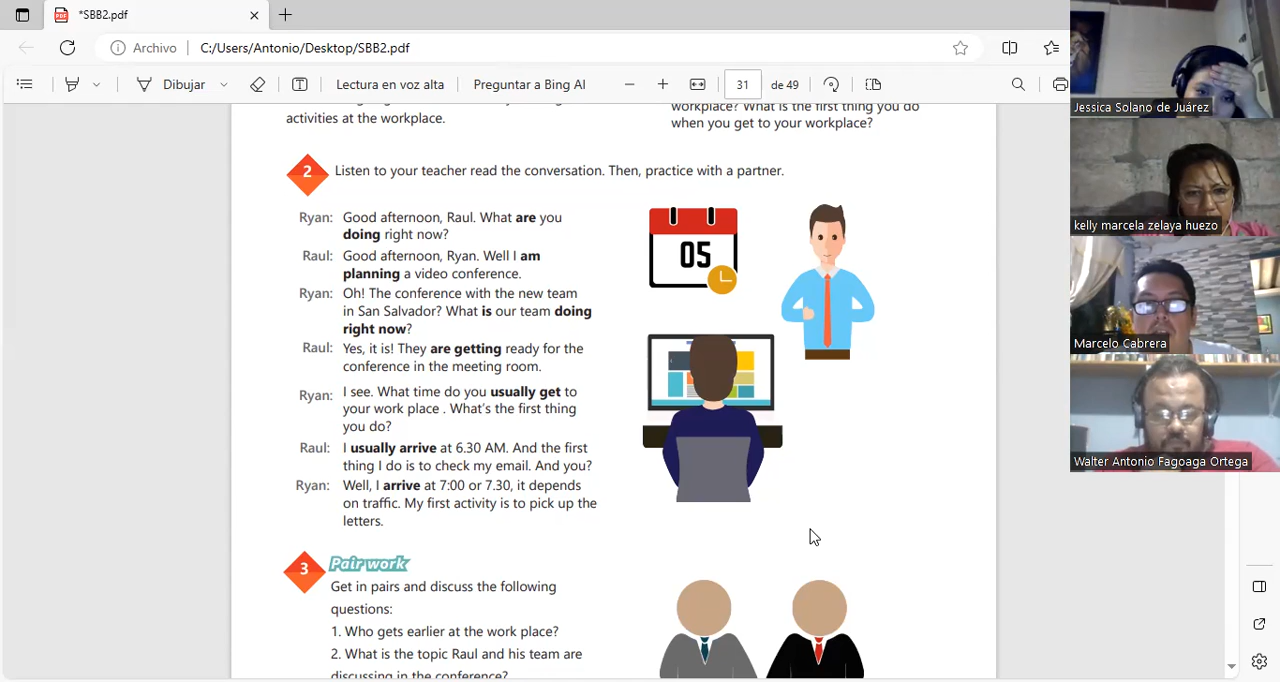 *SBB2.pdf
Archivo
C:/Users/Antonio/Desktop/SBB2.pdf
Dibujar
Lectura en voz alta
Preguntar a Bing AI
31
de 49
activities at the workplace.
workplace? What is the first thing you do
when you get to your workplace?
2
Listen to your teacher read the conversation. Then, practice with a partner.
Ryan: Good afternoon, Raul. What are you
doing right now?
Raul: Good afternoon, Ryan. Well I am
planning a video conference.
Ryan: Oh! The conference with the new team
in San Salvador? What is our team doing
right now?
Raul: Yes, it is! They are getting ready for the
conference in the meeting room.
Ryan: I see. What time do you usually get to
your work place . What's the first thing
you do?
Raul: I usually arrive at 6.30 AM. And the first
thing I do is to check my email. And you?
Ryan: Well, I arrive at 7:00 or 7.30, it depends
on traffic. My first activity is to pick up the
letters.
05
3
Pair work
Get in pairs and discuss the following
questions:
1. Who gets earlier at the work place?
2. What is the topic Raul and his team are
discussing in the conference?
Jessica Solano de Juárez
kelly marcela zelaya huezo
Marcelo Cabrera
Walter Antonio Fagoaga Ortega